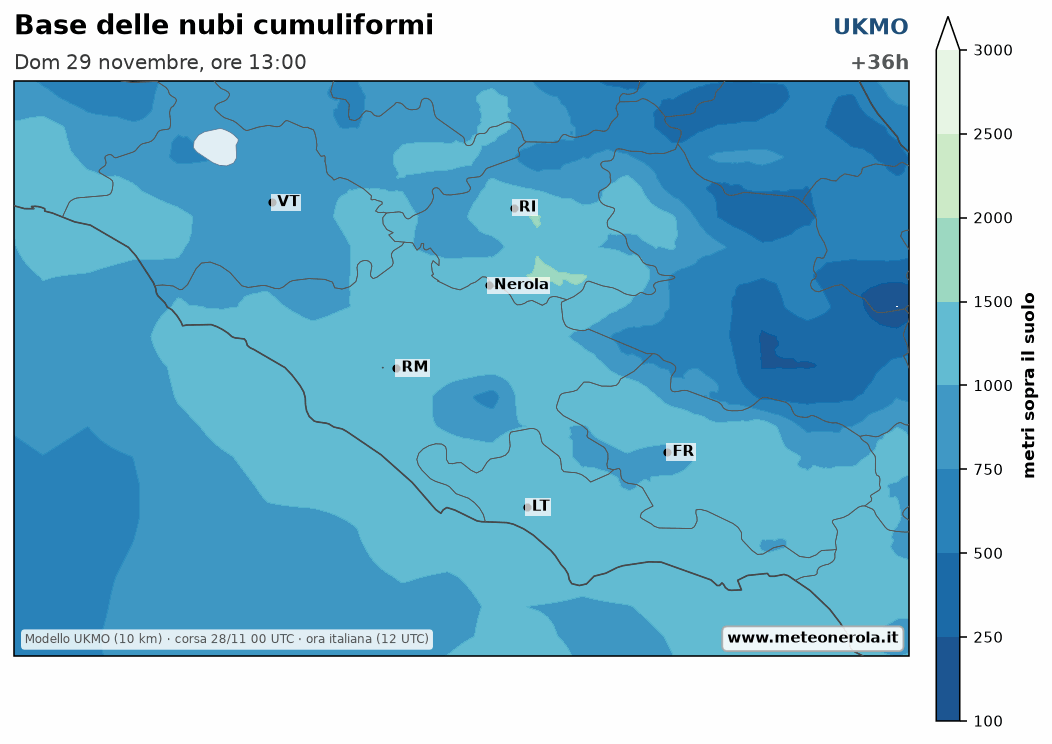 Base delle nubi cumuliformi
UKMO
Dom 29 novembre, ore 13:00
+36h
3000
2500
2000
1500
1000
750
500
250
100
metri sopra il suolo
VT
RI
Nerola
RM
FR
LT
Modello UKMO (10 km) · corsa 28/11 00 UTC · ora italiana (12 UTC)
www.meteonerola.it